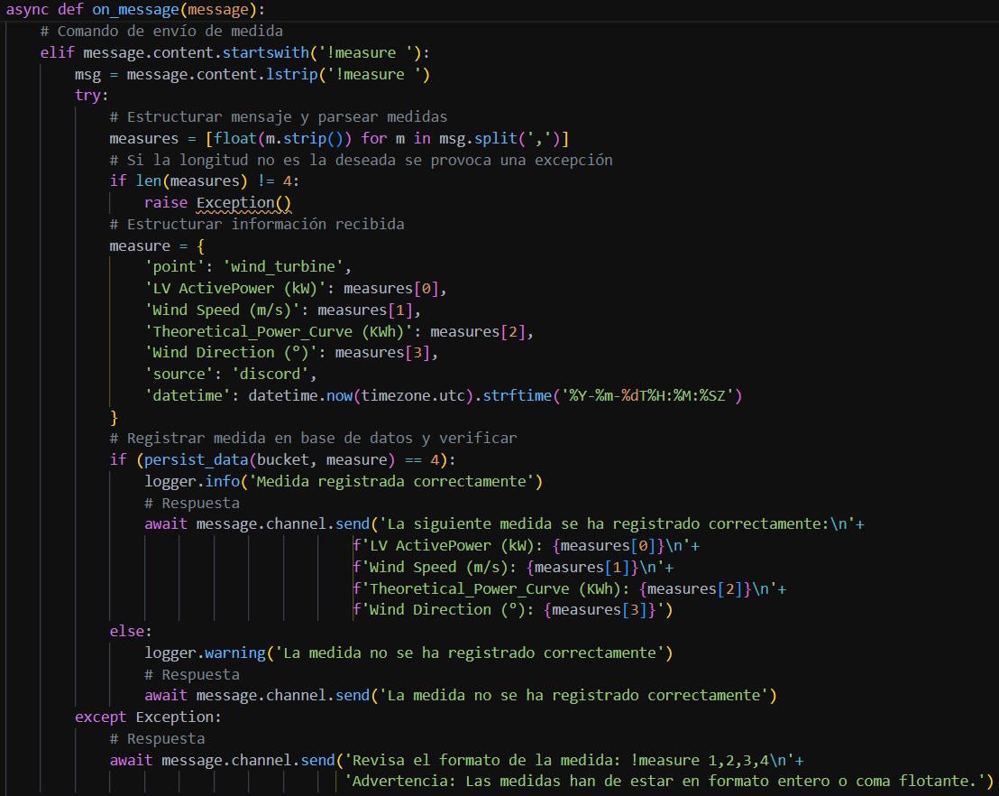 async def on_message(message):
    # Comando de envío de medida
    elif message.content.startswith('!measure '):
        msg = message.content.lstrip('!measure ')
        try:
            # Estructurar mensaje y parsear medidas
            measures = [float(m.strip()) for m in msg.split(',')]
            # Si la longitud no es la deseada se provoca una excepción
            if len(measures) != 4:
                raise Exception()
            # Estructurar información recibida
            measure = {
                'point': 'wind_turbine',
                'LV ActivePower (kW)': measures[0],
                'Wind Speed (m/s)': measures[1],
                'Theoretical_Power_Curve (KWh)': measures[2],
                'Wind Direction (°)': measures[3],
                'source': 'discord',
                'datetime': datetime.now(timezone.utc).strftime('%Y-%m-%dT%H:%M:%SZ')
            }
            # Registrar medida en base de datos y verificar
            if (persist_data(bucket, measure) == 4):
                logger.info('Medida registrada correctamente')
                # Respuesta
                await message.channel.send('La siguiente medida se ha registrado correctamente:\n'+
                                        f'LV ActivePower (kW): {measures[0]}\n'+
                                        f'Wind Speed (m/s): {measures[1]}\n'+
                                        f'Theoretical_Power_Curve (KWh): {measures[2]}\n'+
                                        f'Wind Direction (°): {measures[3]}')
            else:
                logger.warning('La medida no se ha registrado correctamente')
                # Respuesta
                await message.channel.send('La medida no se ha registrado correctamente')
        except Exception:
            # Respuesta
            await message.channel.send('Revisa el formato de la medida: !measure 1,2,3,4\n'+
                                       'Advertencia: Las medidas han de estar en formato entero o coma flotante.')